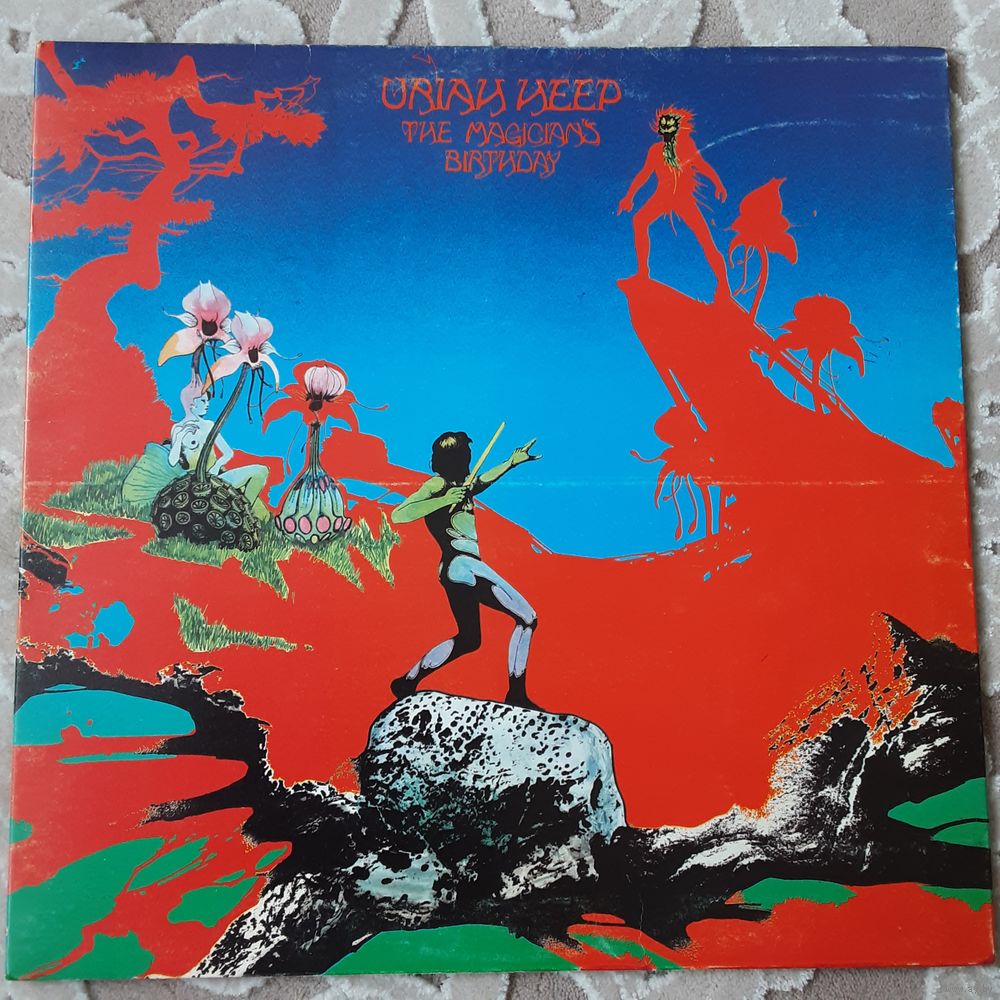 URIAH HEEP
THE MAGICIAN'S
BIRTHDAY